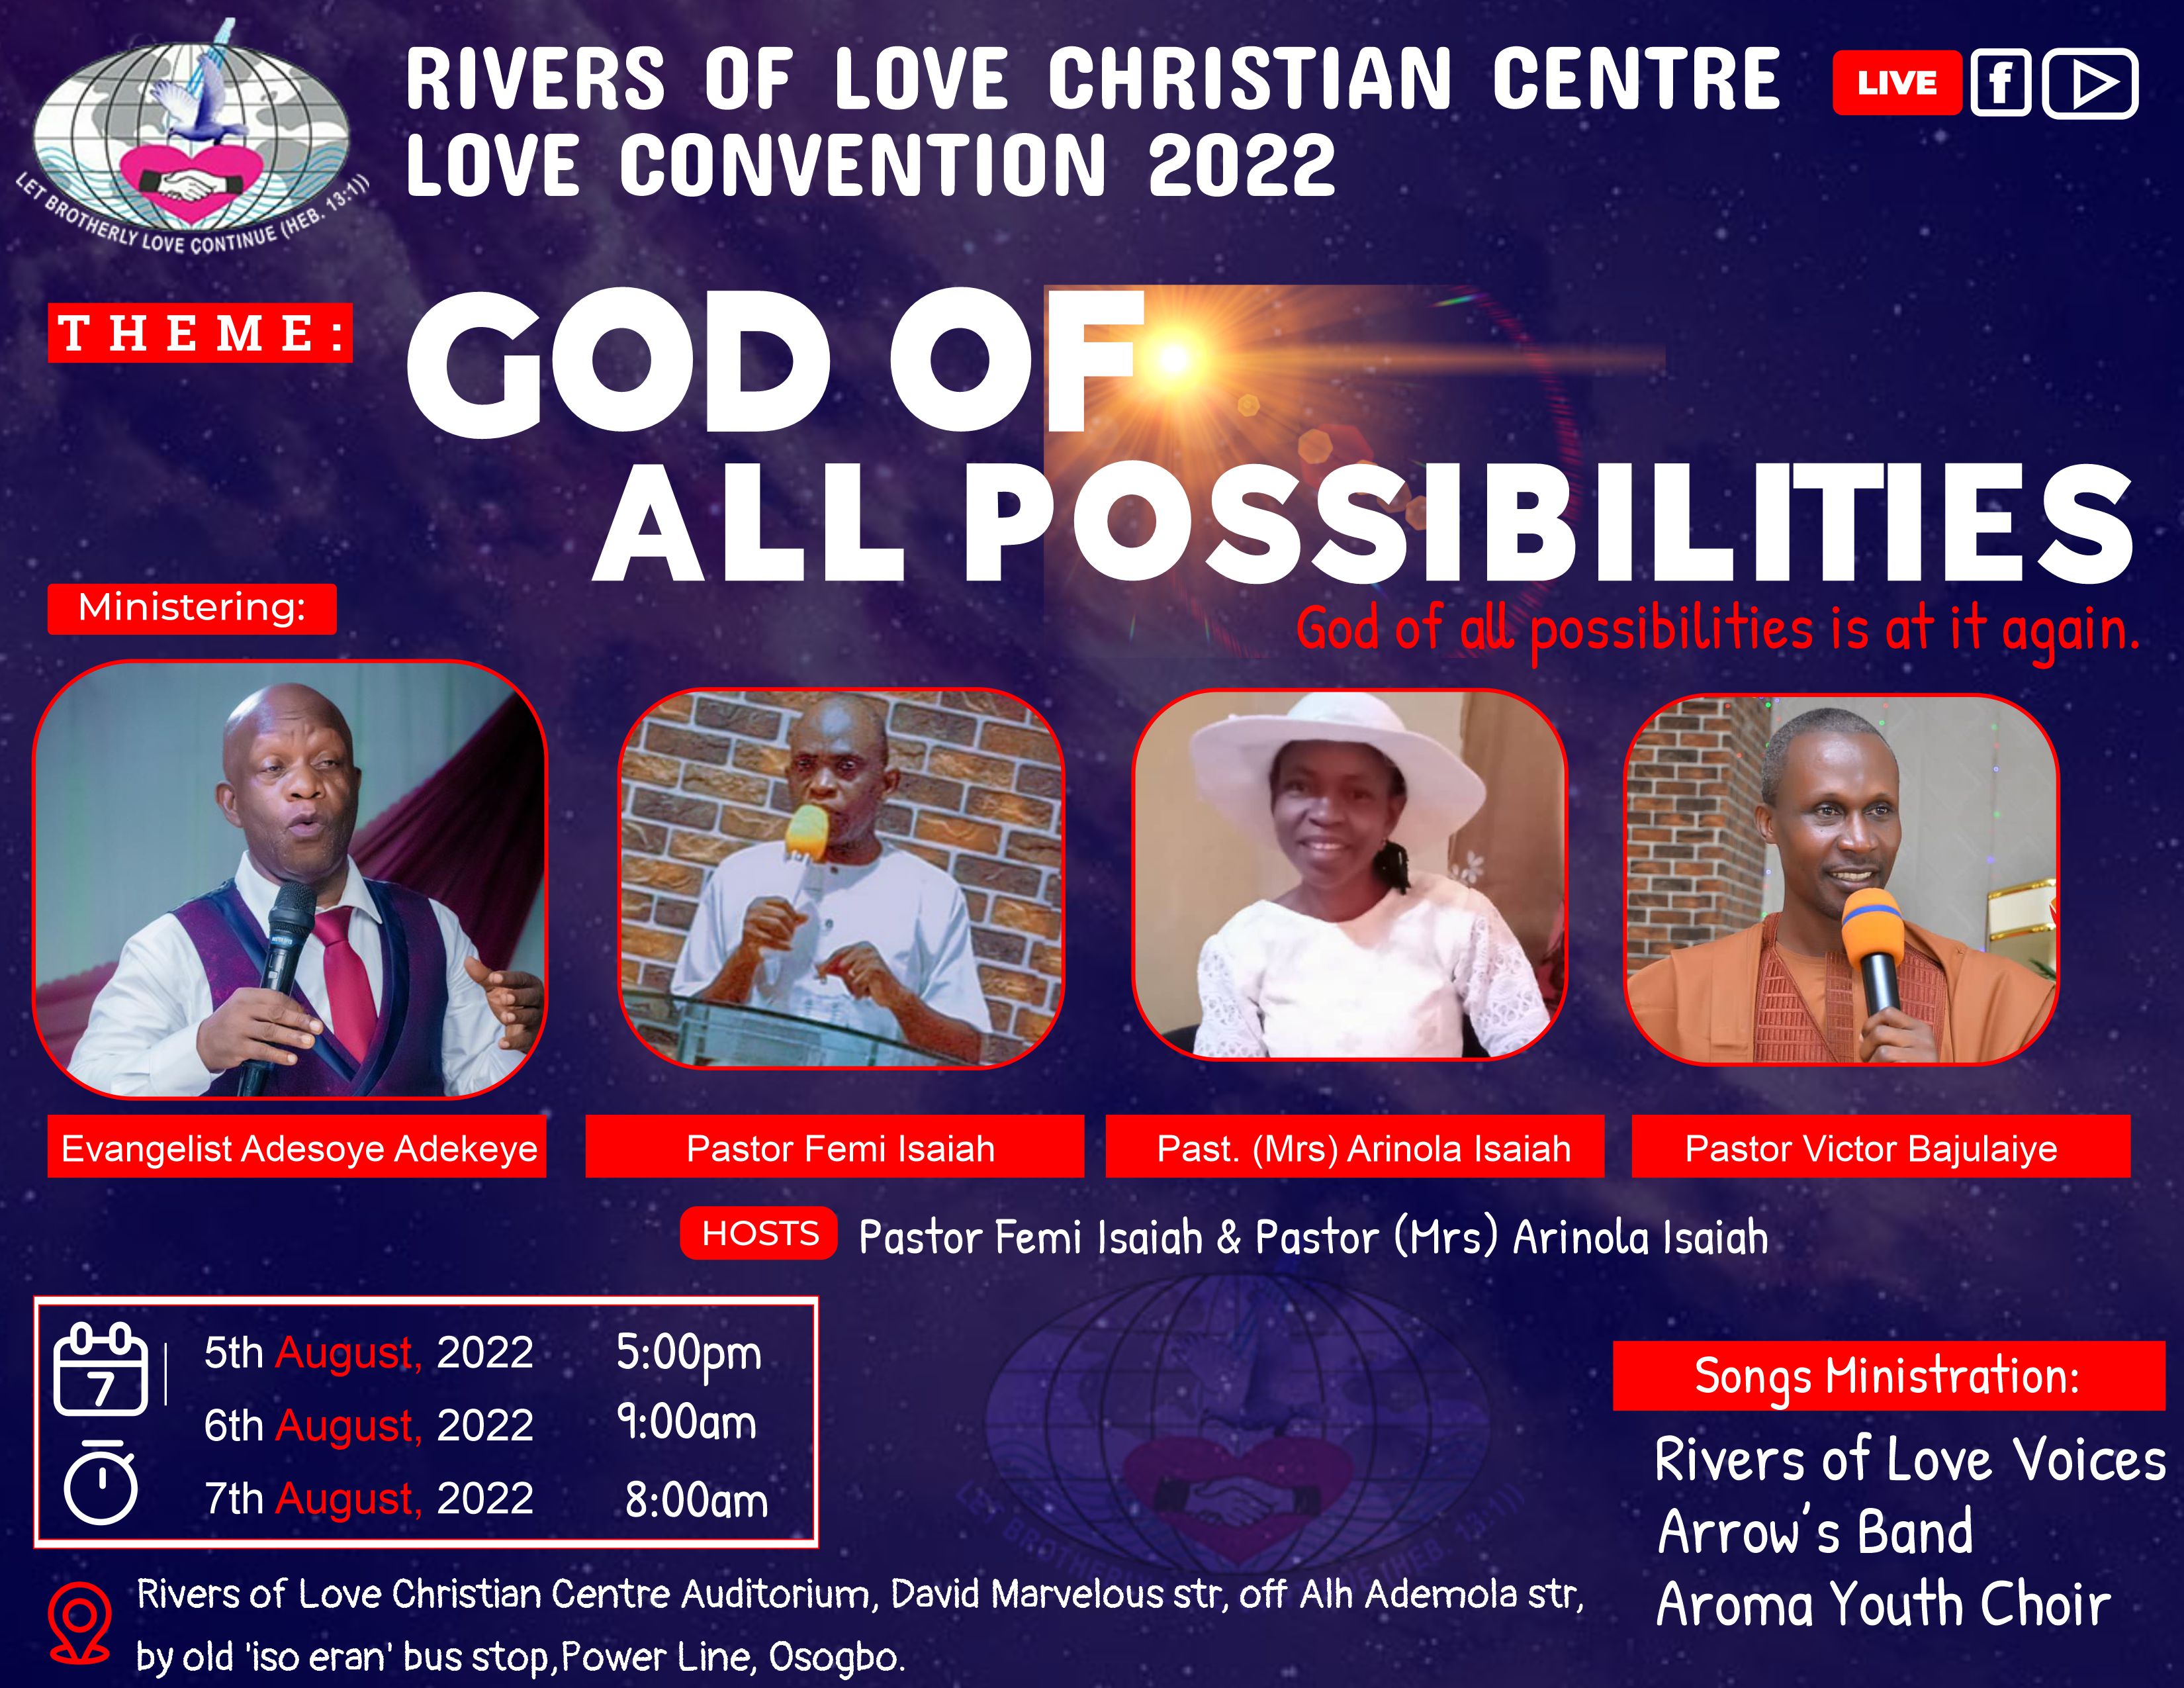 RIVERS OF LOVE CHRISTIAN CENTRE
LOVE CONVENTION 2022
LIVE
LET BROTHERLY LOVE CONTINUE (HEB. 13:1))
THEME:
GOD OF
ALL POSSIBILITIES
God of all possibilities is at it again.
Ministering:
Evangelist Adesoye Adekeye
Pastor Femi Isaiah
Past. (Mrs) Arinola Isaiah
Pastor Victor Bajulaiye
HOSTS Pastor Femi Isaiah & Pastor (Mrs) Arinola Isaiah
7
5th August, 2022 5:00pm
6th August, 2022 9:00am
7th August, 2022 8:00am
Songs Ministration:
Rivers of Love Voices
Arrow's Band
Aroma Youth Choir
Rivers of Love Christian Centre Auditorium, David Marvelous str, off Alh Ademola str,
by old 'iso eran' bus stop,Power Line, Osogbo.